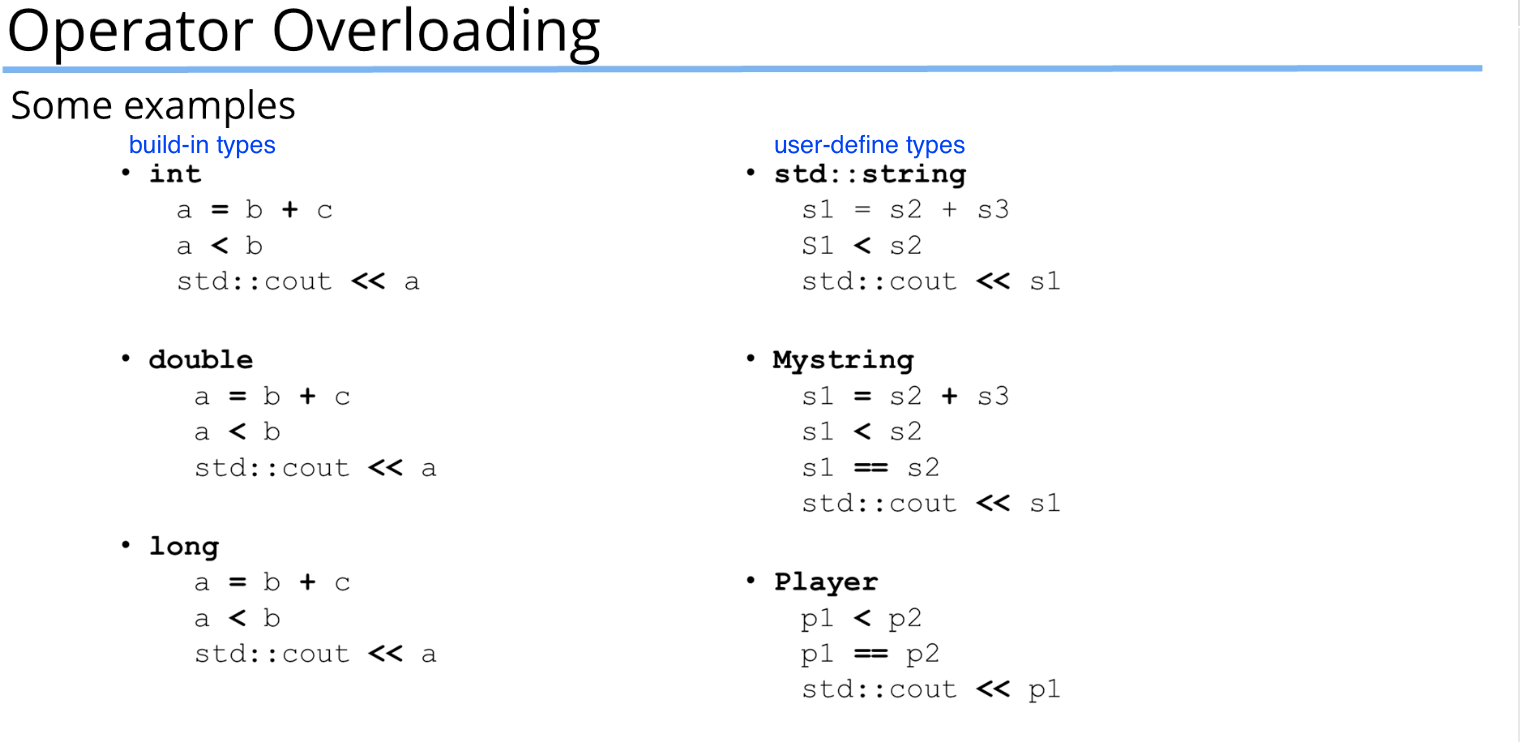 Operator Overloading
Some examples
build-in types
• int
a = b + c
a < b
std::cout << a
• double
a = b + c
a < b
std::cout << a
• long
a = b + c
a < b
std::cout << a
user-define types
• std::string
s1 = s2 + s3
S1 < s2
std::cout << s1
• Mystring
s1 = s2 + s3
s1 < s2
s1 == s2
std::cout << s1
• Player
p1 < p2
p1 == p2
std::cout << p1